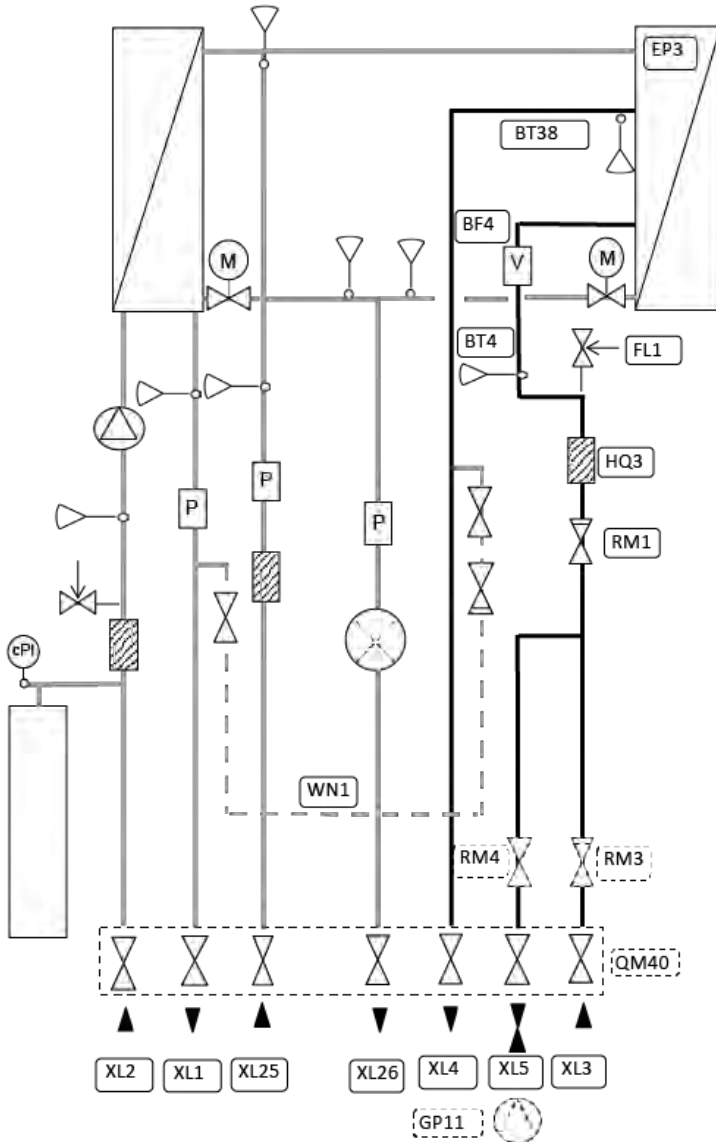 EP3
BT38
BF4
M
V
M
BT4
FL1
HQ3
P
P
P
RM1
cPI
WN1
RM4
RM3
QM40
XL2
XL1
XL25
XL26
XL4
XL5
XL3
GP11